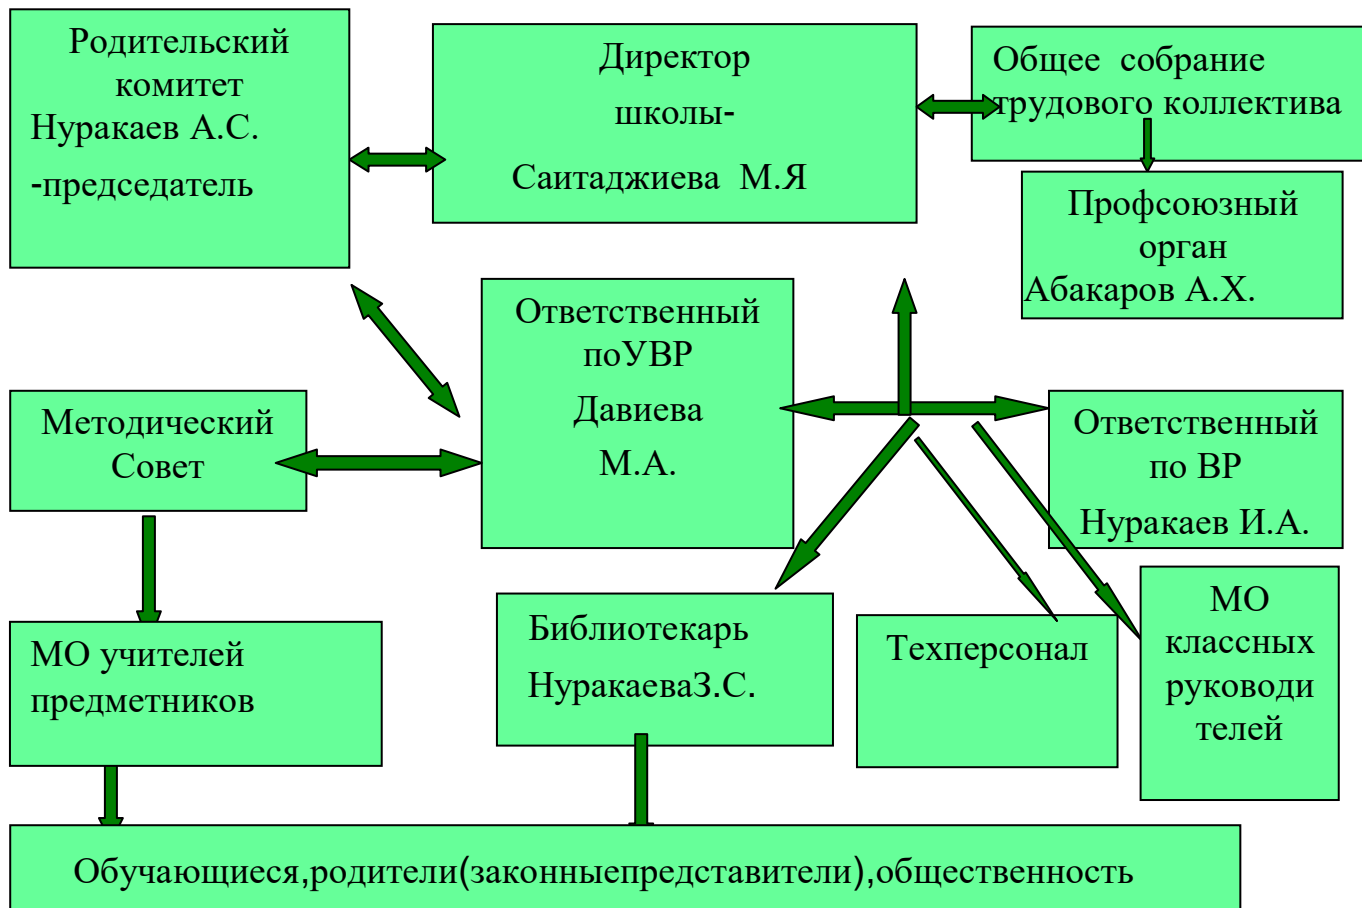 Родительский
комитет
Нуракаев А.С.
-председатель
Директор
школы-
Саитаджиева М.Я
Общее собрание
трудового коллектива
Профсоюзный
орган
Абакаров А.Х.
Ответственный
поУВР
Давиева
М.А.
Методический
Совет
Ответственный
по ВР
Нуракаев И.А.
МО учителей
предметников
Библиотекарь
НуракаеваЗ.С.
Техперсонал
МО
классных
руководи
телей
Обучающиеся,родители(законныепредставители),общественность